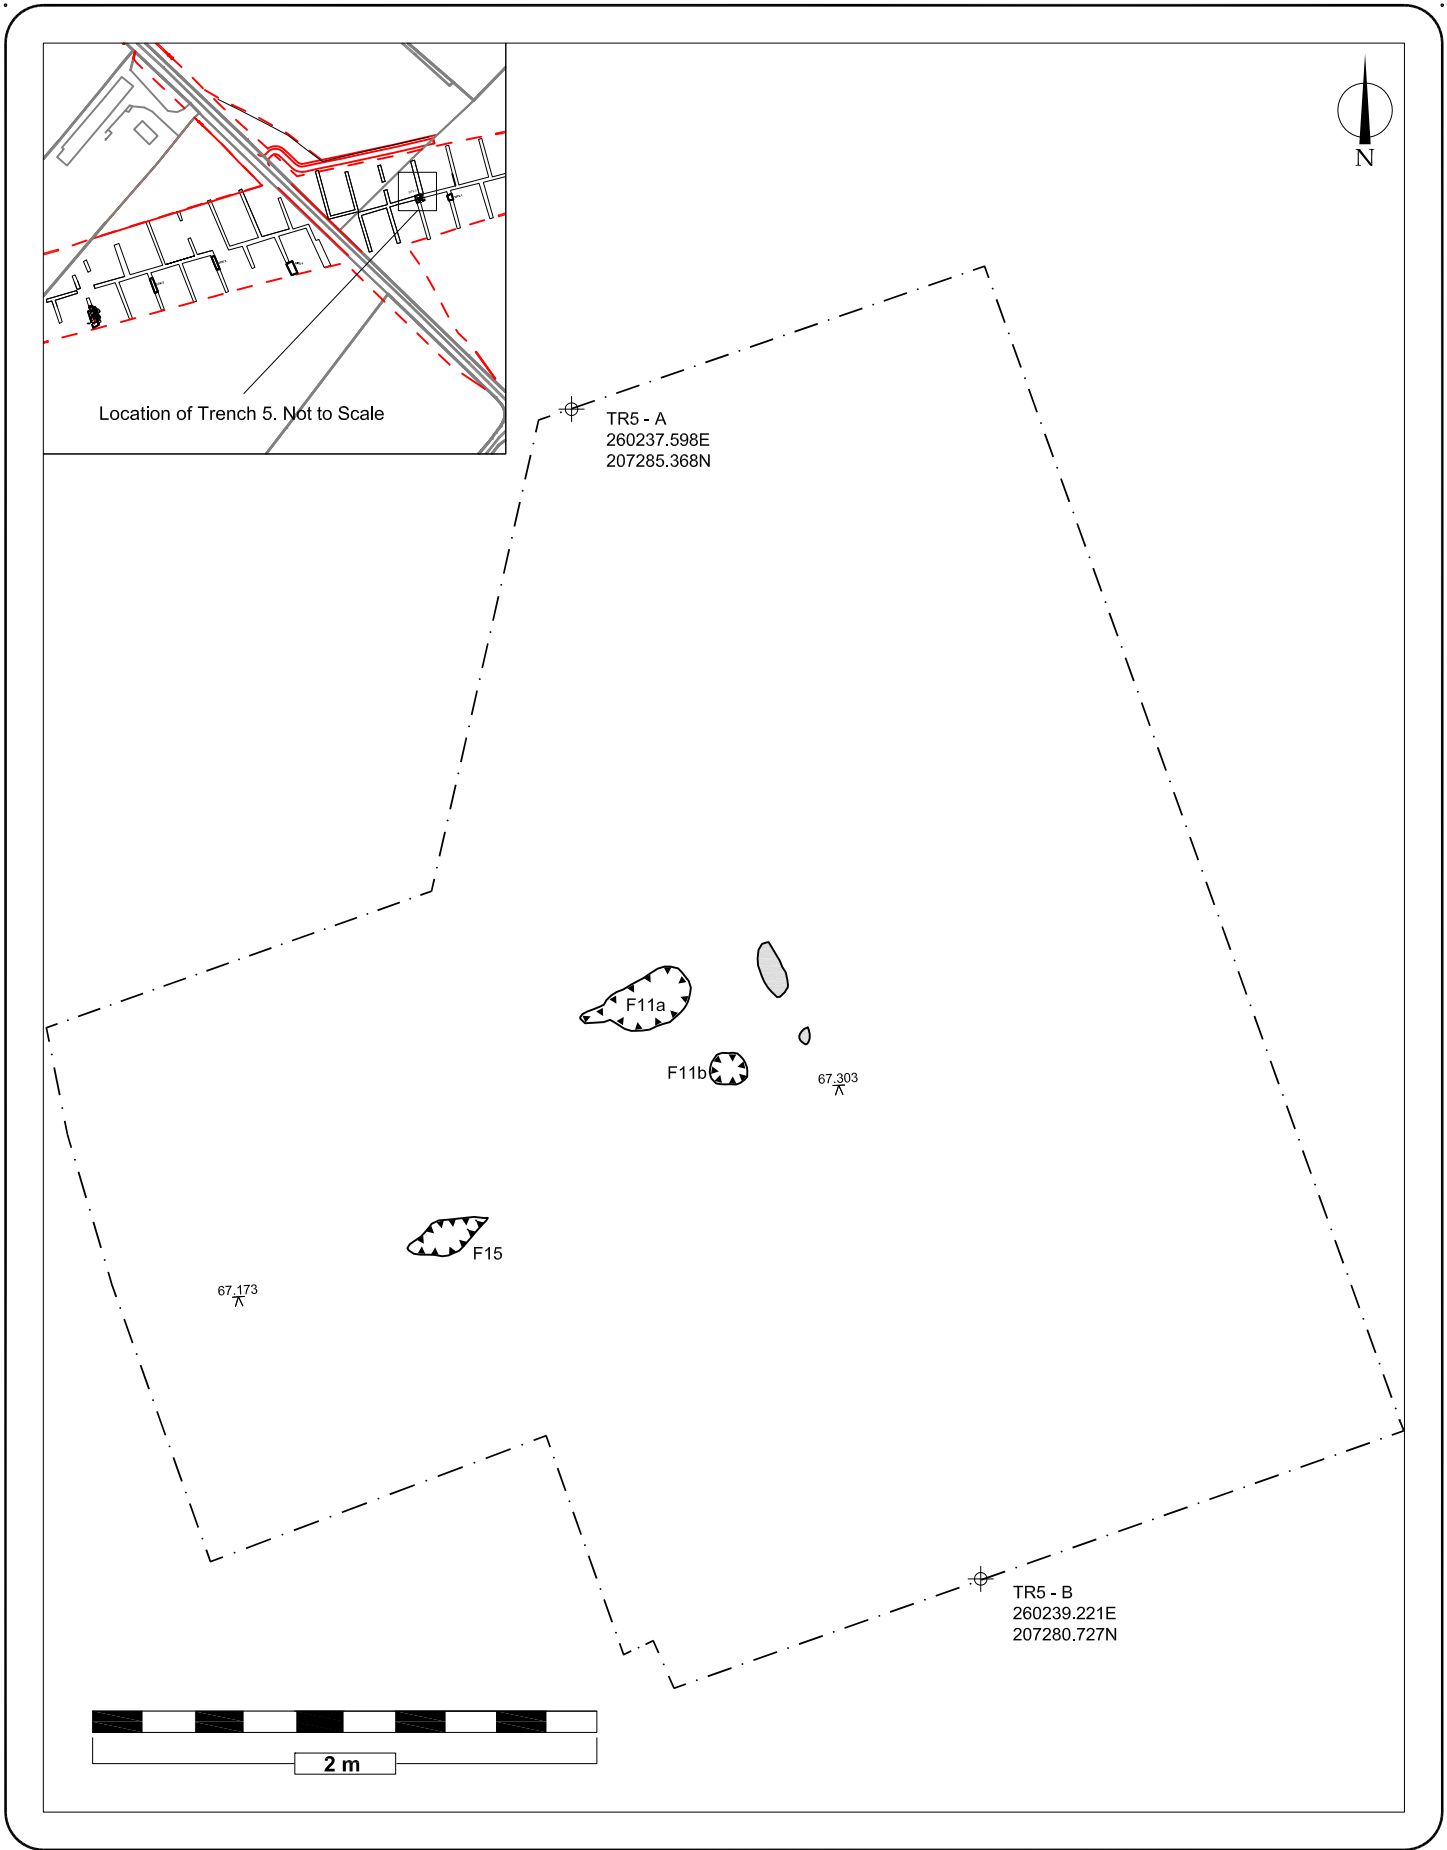 N
Location of Trench 5. Not to Scale
TR5 - A
260237.598E
207285.368N
F11a
F11b
67.303
F15
67.173
TR5 - B
260239.221E
207280.727N
2 m